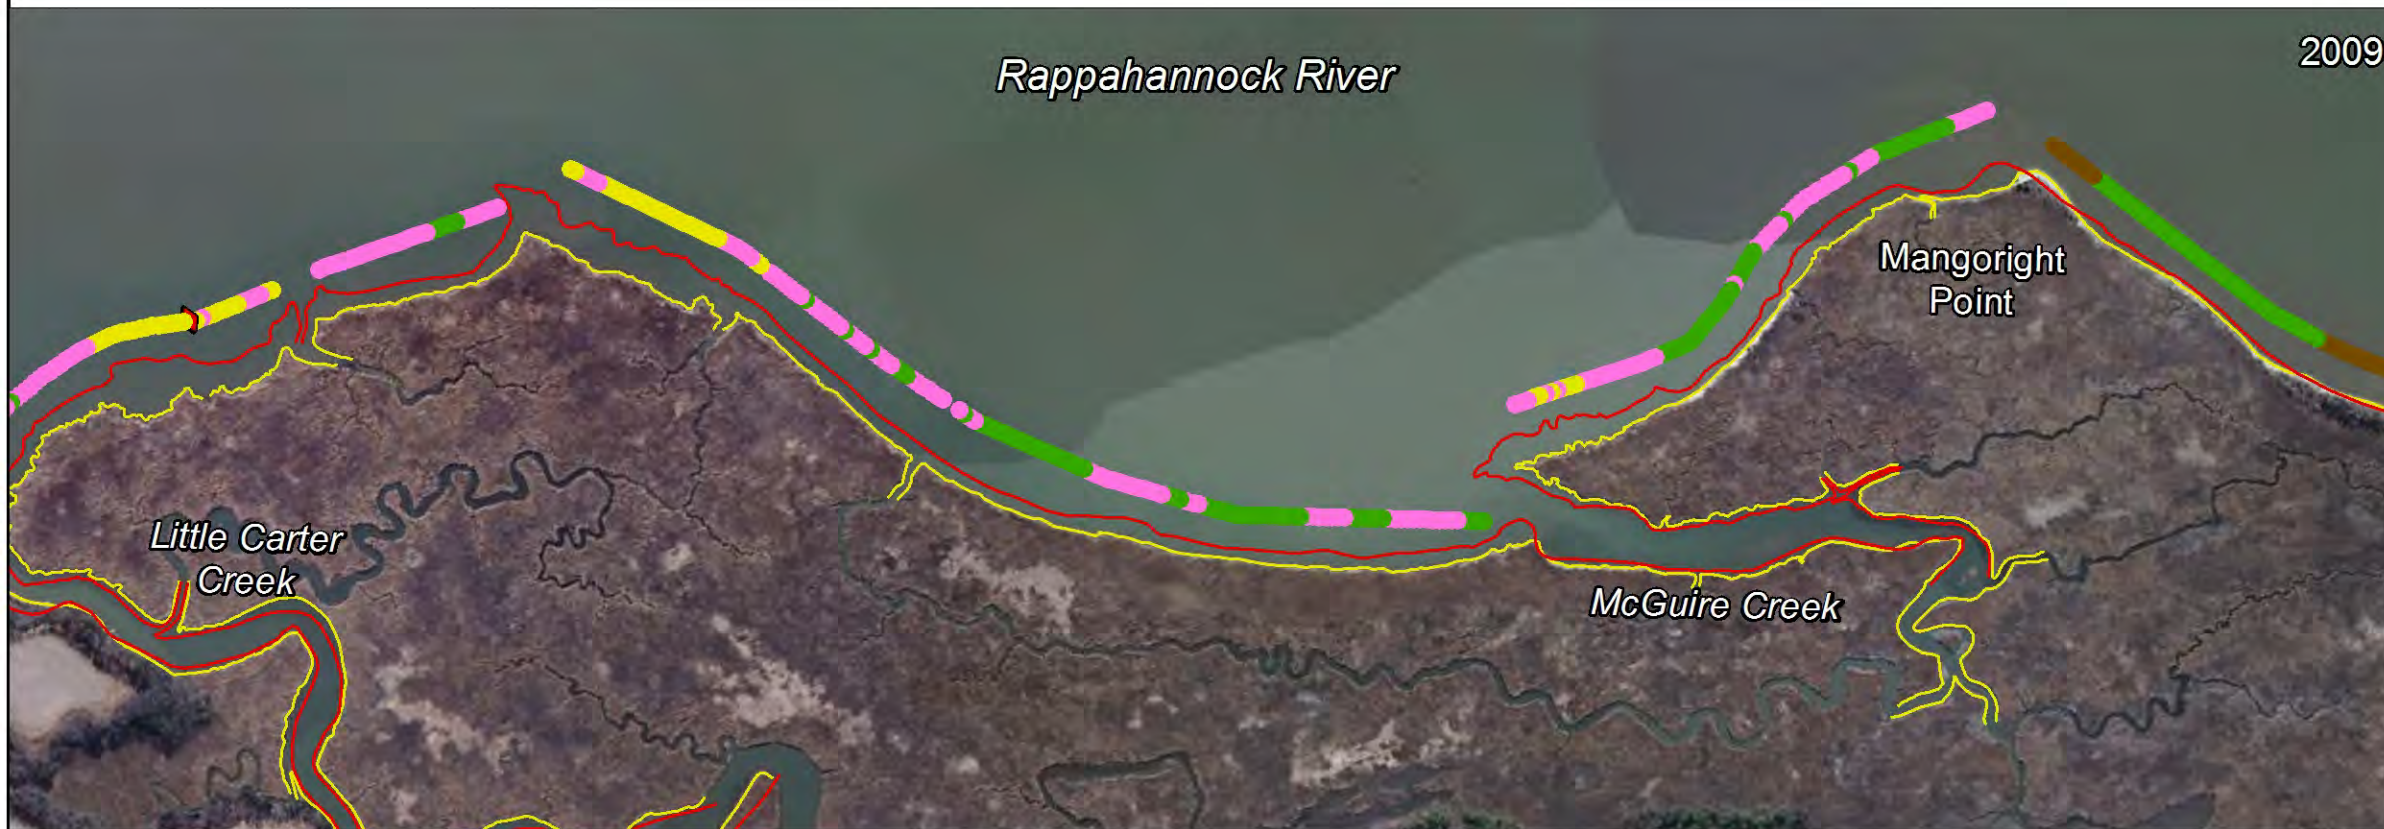 2009
Rappahannock River
Mangoright
Point
Little Carter
Creek
McGuire Creek